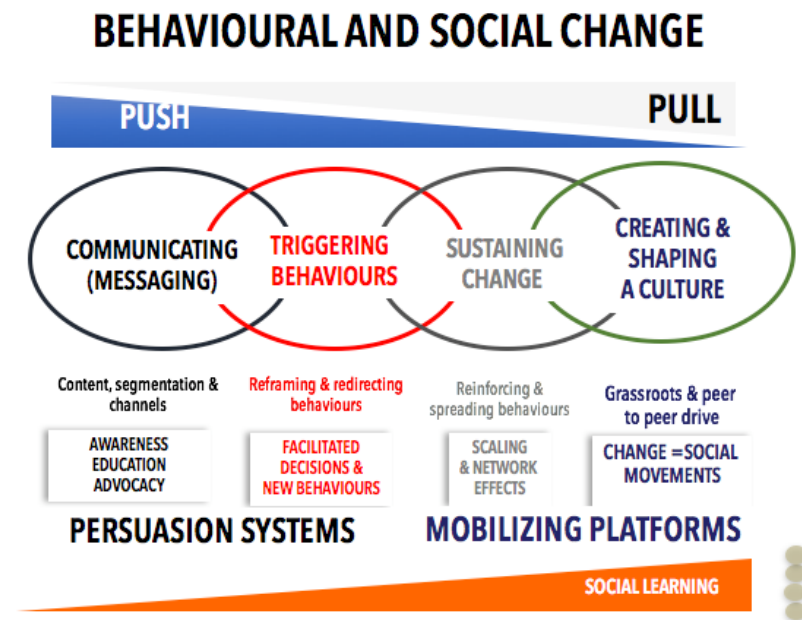 BEHAVIOURAL AND SOCIAL CHANGE
PUSH
PULL
COMMUNICATING
(MESSAGING)
TRIGGERING
BEHAVIOURS
SUSTAINING
CHANGE
CREATING &
SHAPING
A CULTURE
Content, segmentation &
channels
Reframing & redirecting
behaviours
Reinforcing &
spreading behaviours
Grassroots & peer
to peer drive
AWARENESS
EDUCATION
ADVOCACY
FACILITATED
DECISIONS &
NEW BEHAVIOURS
SCALING
& NETWORK
EFFECTS
CHANGE =SOCIAL
MOVEMENTS
PERSUASION SYSTEMS
MOBILIZING PLATFORMS
SOCIAL LEARNING